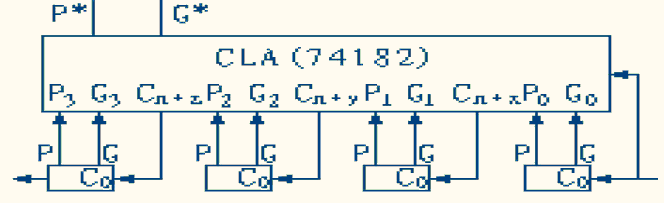 P* G*
CLA (74182)
P3 G3 Cn+z P2 G2 Cn+y P1 G1 Cn+x P0 G0
P G P G P G P G
C0 C0 C0 C0